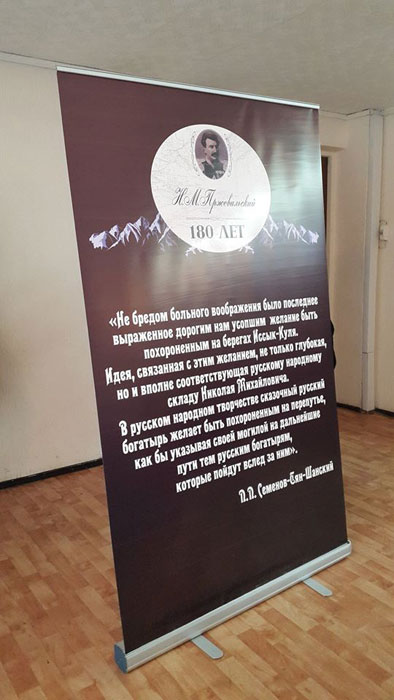 Н.М.Пржевальский
180 ЛЕТ
«Не бредом больного воображения было последнее
выраженное дорогим нам усопшим желание быть
похороненным на берегах Иссык-Куля.
Идея, связанная с этим желанием, не только глубокая,
но и вполне соответствующая русскому народному
складу Николая Михайловича.
В русском народном творчестве сказочный русский
богатырь желает быть похороненным на перепутье,
как бы указывая своей могилой на дальнейшие
пути тем русским богатырям,
которые пойдут вслед за ним».
П.П. Семенов-Тян-Шанский